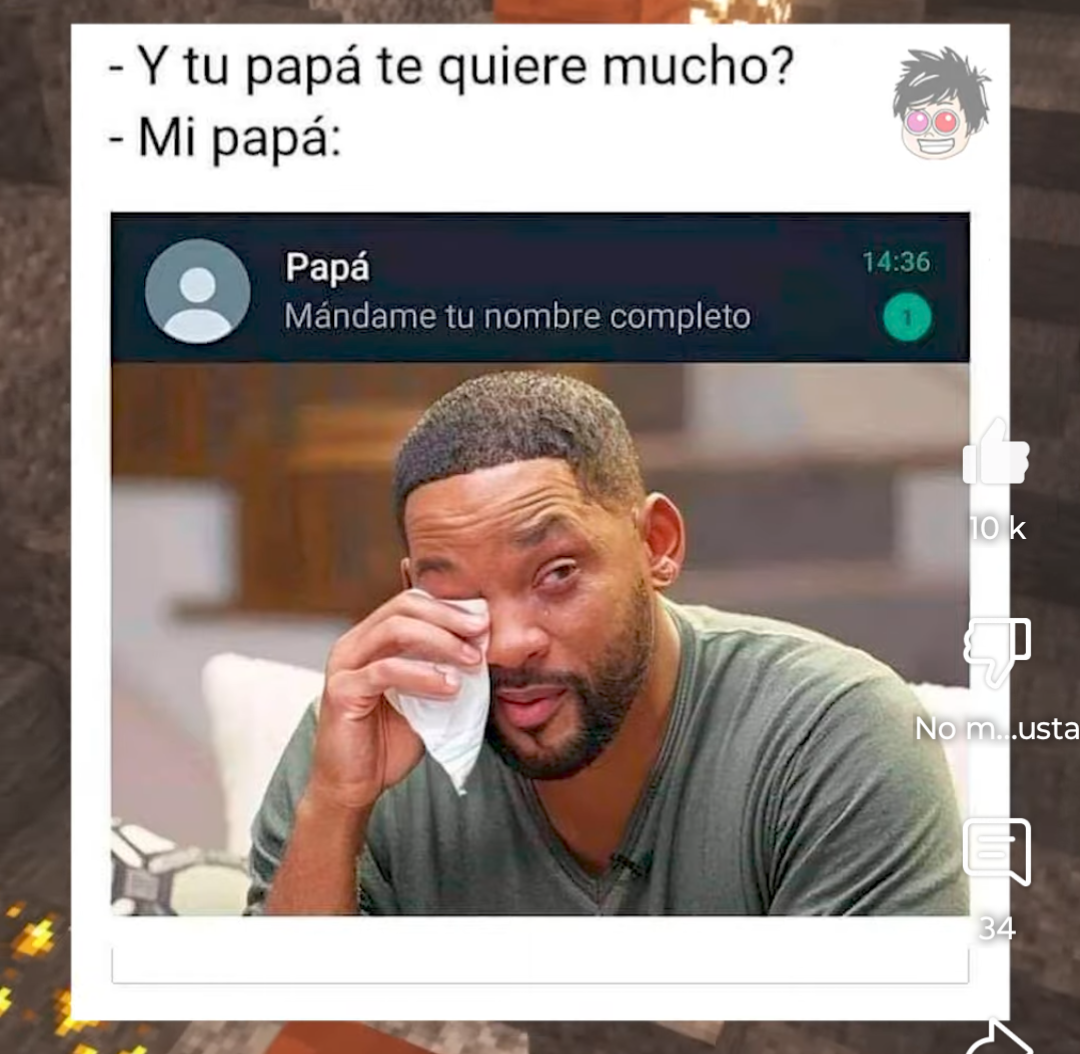 - Y tu papá te quiere mucho?
- Mi papá:
Papá
14:36
Mándame tu nombre completo
1
10 k
No m...usta
34